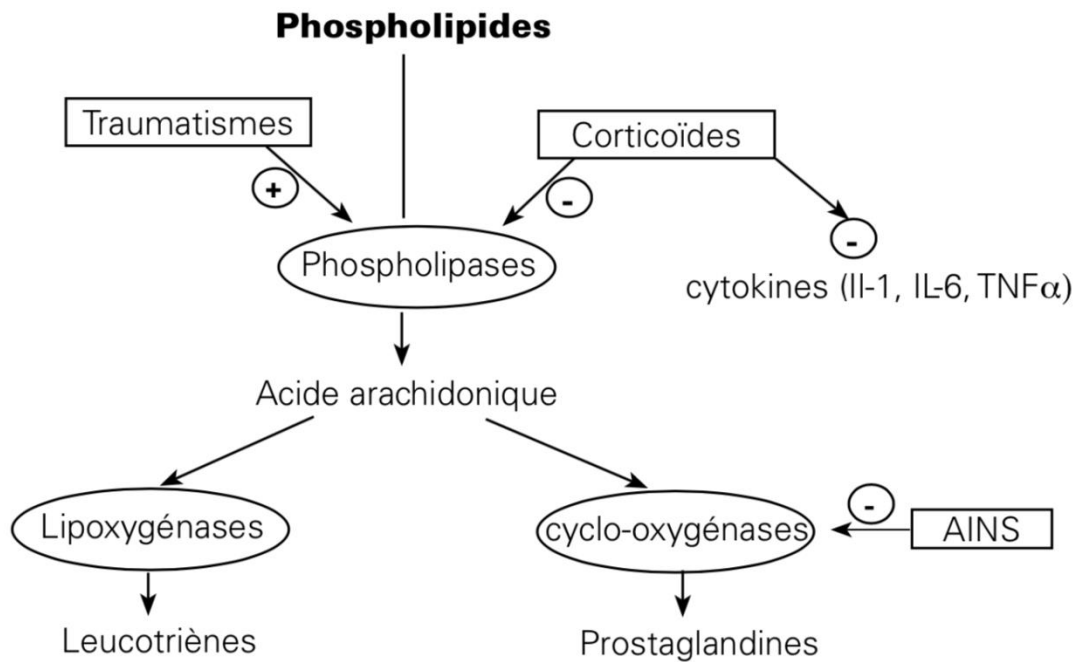 Phospholipides
Traumatismes
Corticoïdes
+
-
-
Phospholipases
cytokines (Il-1, IL-6, TNFα)
Acide arachidonique
Lipoxygénases
cyclo-oxygénases
-
AINS
Leucotriènes
Prostaglandines